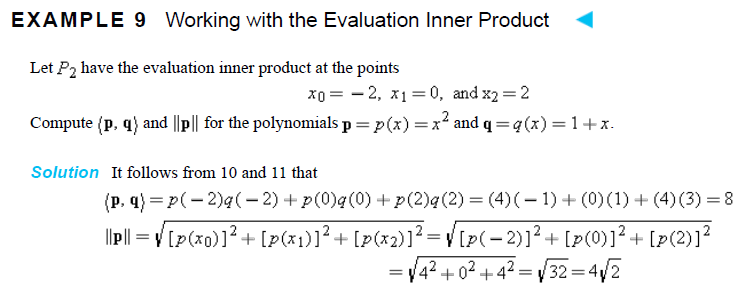 EXAMPLE 9 Working with the Evaluation Inner Product
Let P₂ have the evaluation inner product at the points
x₀ = − 2, x₁ = 0, and x₂ = 2
Compute ⟨p, q⟩ and ||p|| for the polynomials p = p(x) = x² and q = q(x) = 1 + x.
Solution It follows from 10 and 11 that
⟨p, q⟩ = p(− 2)q(− 2) + p(0)q(0) + p(2)q(2) = (4)(− 1) + (0)(1) + (4)(3) = 8
||p|| = √([p(x₀)]² + [p(x₁)]² + [p(x₂)]²) = √([p(− 2)]² + [p(0)]² + [p(2)]²)
= √(4² + 0² + 4²) = √32 = 4√2